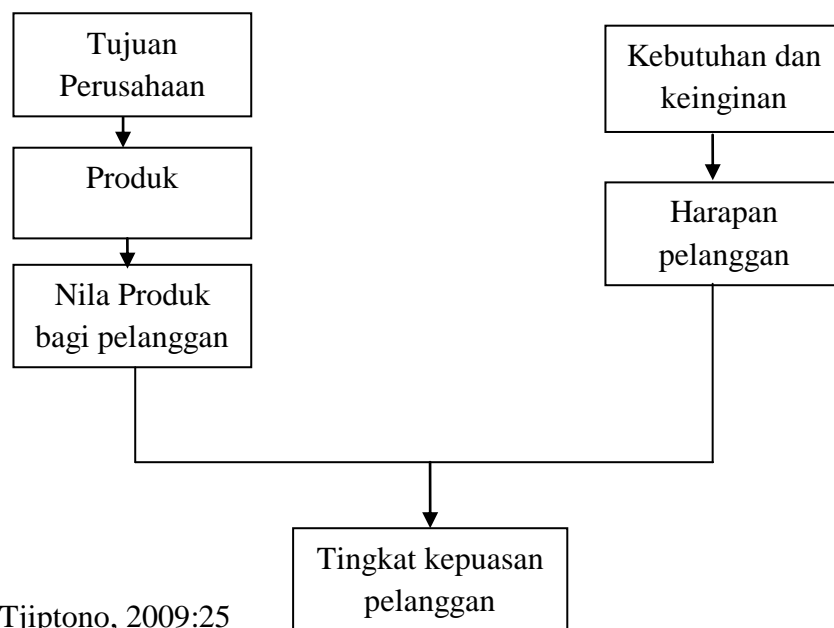 Tujuan
Perusahaan
Produk
Nila Produk
bagi pelanggan
Kebutuhan dan
keinginan
Harapan
pelanggan
Tingkat kepuasan
pelanggan
Tjiptono, 2009:25